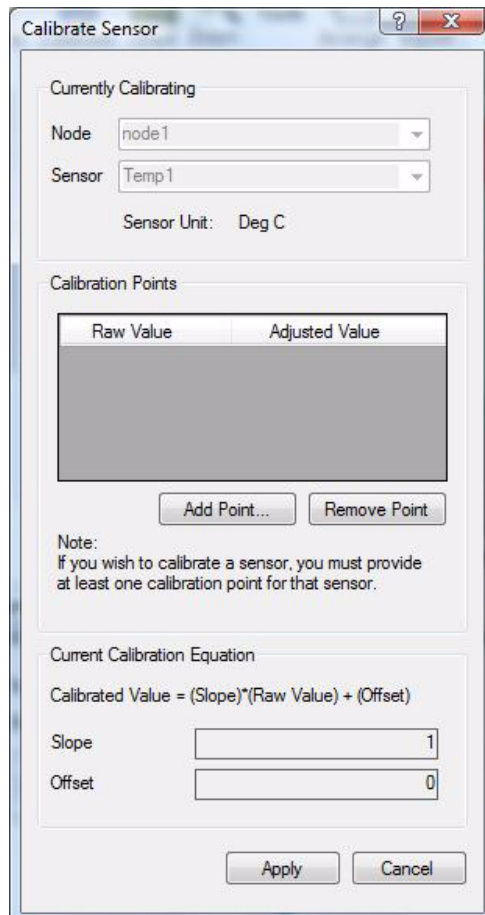 Calibrate Sensor
?
Currently Calibrating
Node node1
Sensor Temp1
Sensor Unit: Deg C
Calibration Points
Raw Value Adjusted Value
Add Point... Remove Point
Note:
If you wish to calibrate a sensor, you must provide
at least one calibration point for that sensor.
Current Calibration Equation
Calibrated Value = (Slope)*(Raw Value) + (Offset)
Slope 1
Offset 0
Apply Cancel